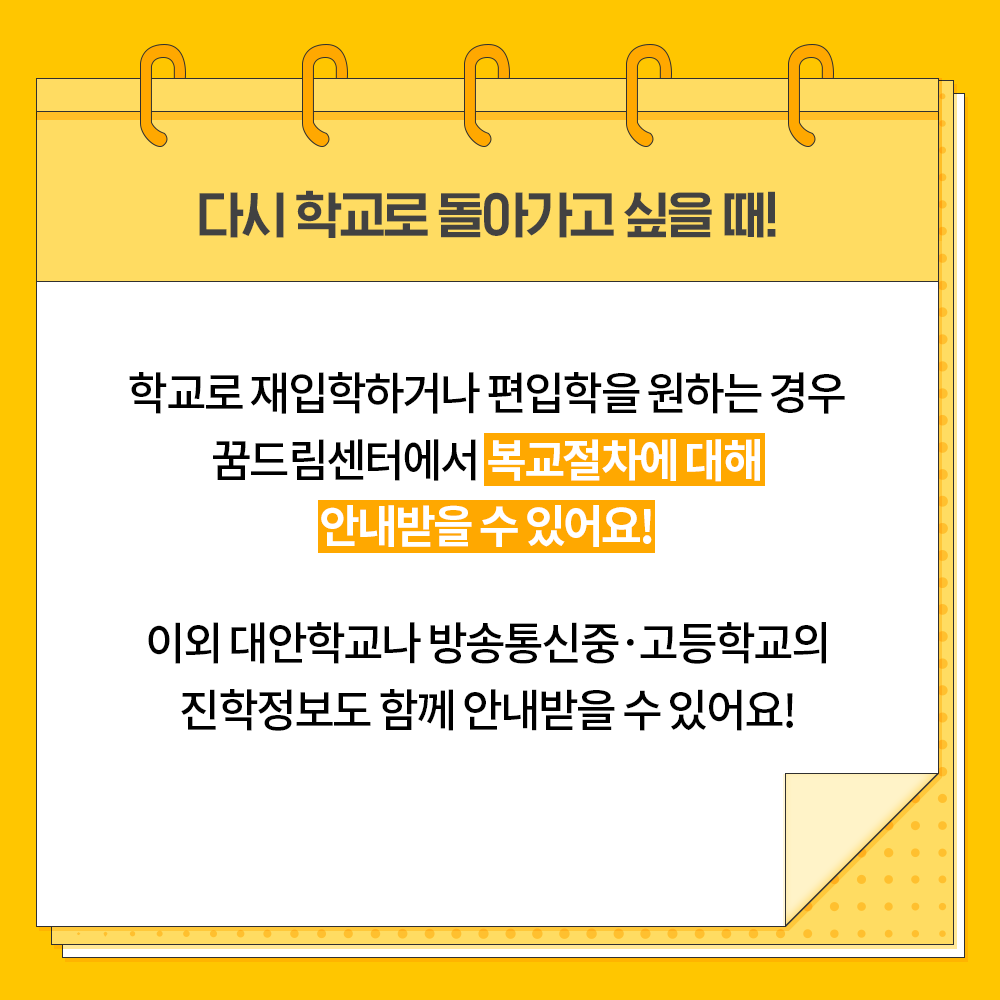 다시 학교로 돌아가고 싶을 때!
학교로 재입학하거나 편입학을 원하는 경우
꿈드림센터에서 복교절차에 대해
안내받을 수 있어요!
이외 대안학교나 방송통신중·고등학교의
진학정보도 함께 안내받을 수 있어요!